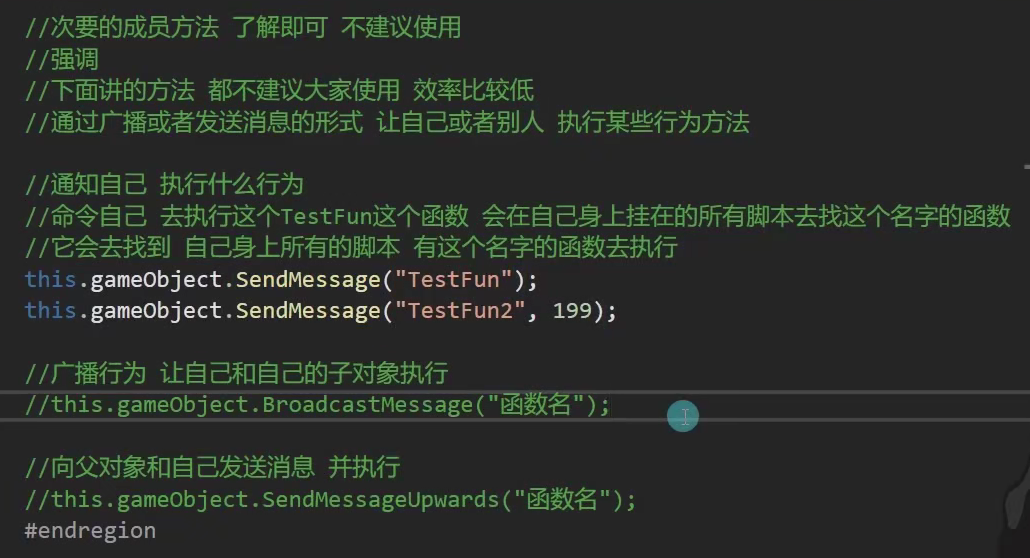 //次要的成员方法 了解即可 不建议使用
//强调
//下面讲的方法 都不建议大家使用 效率比较低
//通过广播或者发送消息的形式 让自己或者别人 执行某些行为方法
//通知自己 执行什么行为
//命令自己 去执行这个TestFun这个函数 会在自己身上挂在的所有脚本去找这个名字的函数
//它会去找到 自己身上所有的脚本 有这个名字的函数去执行
this.gameObject.SendMessage("TestFun");
this.gameObject.SendMessage("TestFun2", 199);
//广播行为 让自己和自己的子对象执行
//this.gameObject.BroadcastMessage("函数名");
//向父对象和自己发送消息 并执行
//this.gameObject.SendMessageUpwards("函数名");
#endregion